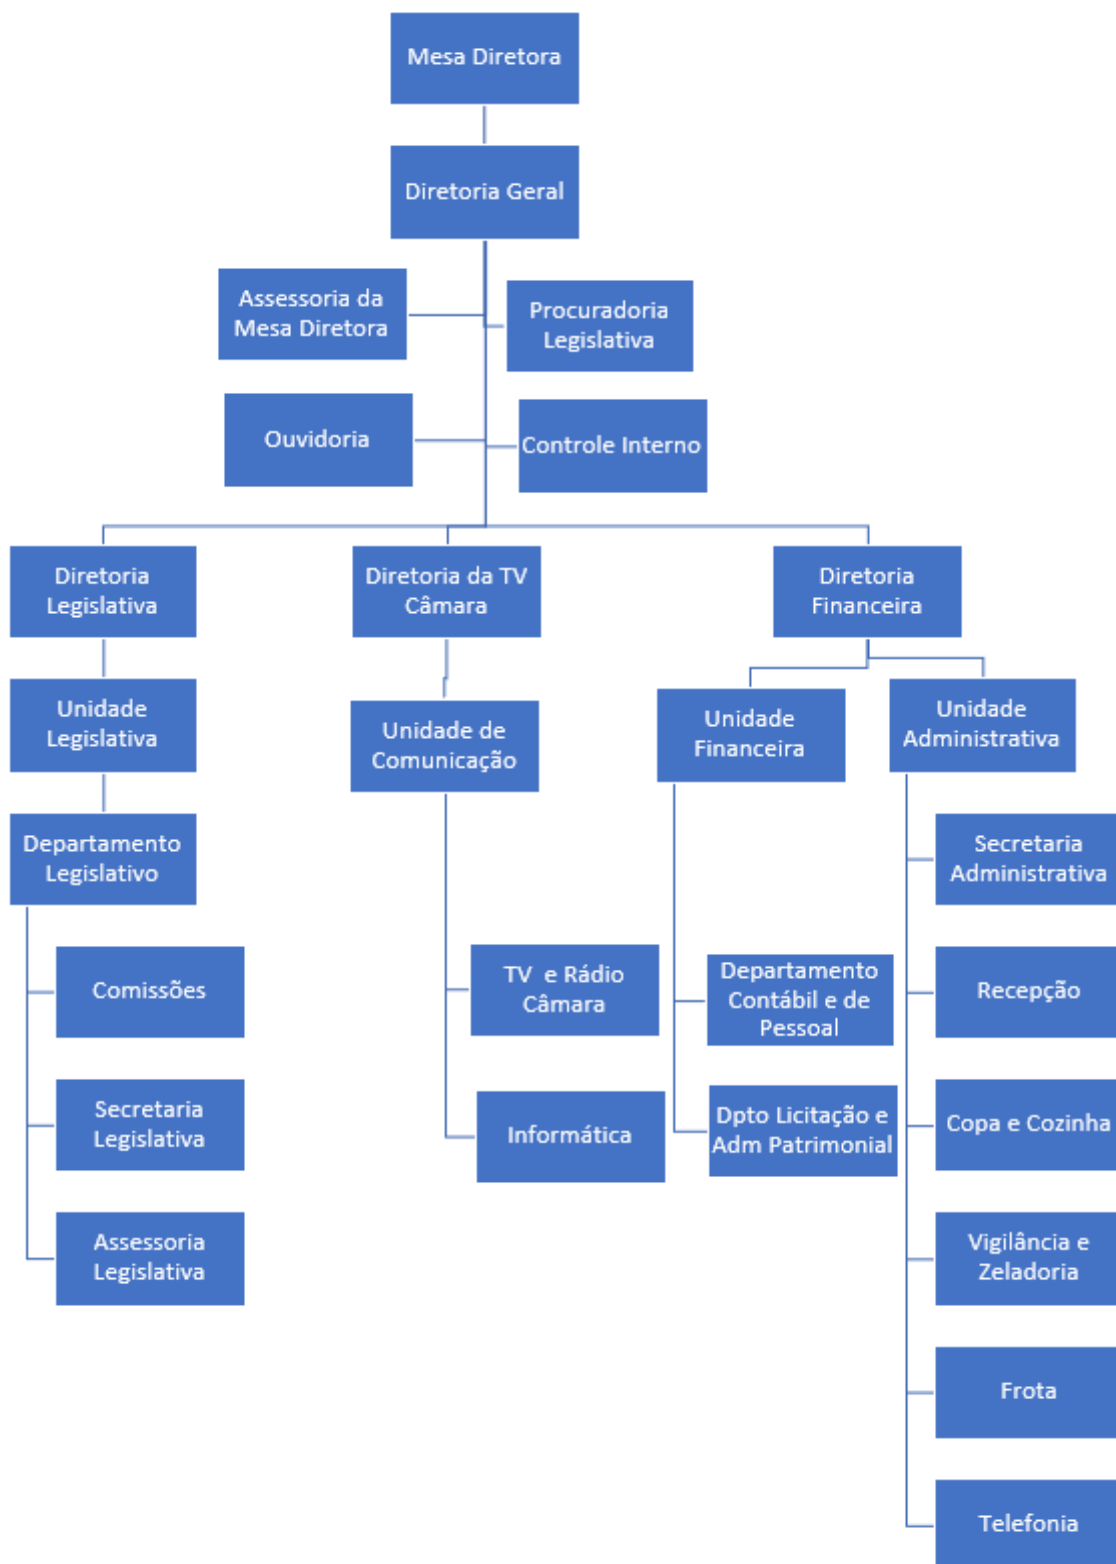 Mesa Diretora
Diretoria Geral
Assessoria da
Mesa Diretora
Procuradoria
Legislativa
Ouvidoria
Controle Interno
Diretoria
Legislativa
Diretoria da TV
Câmara
Diretoria
Financeira
Unidade
Legislativa
Unidade de
Comunicação
Unidade
Financeira
Unidade
Administrativa
Departamento
Legislativo
Secretaria
Administrativa
Comissões
TV e Rádio
Câmara
Departamento
Contábil e de
Pessoal
Recepção
Secretaria
Legislativa
Informática
Dpto Licitação e
Adm Patrimonial
Copa e Cozinha
Assessoria
Legislativa
Vigilância e
Zeladoria
Frota
Telefonia